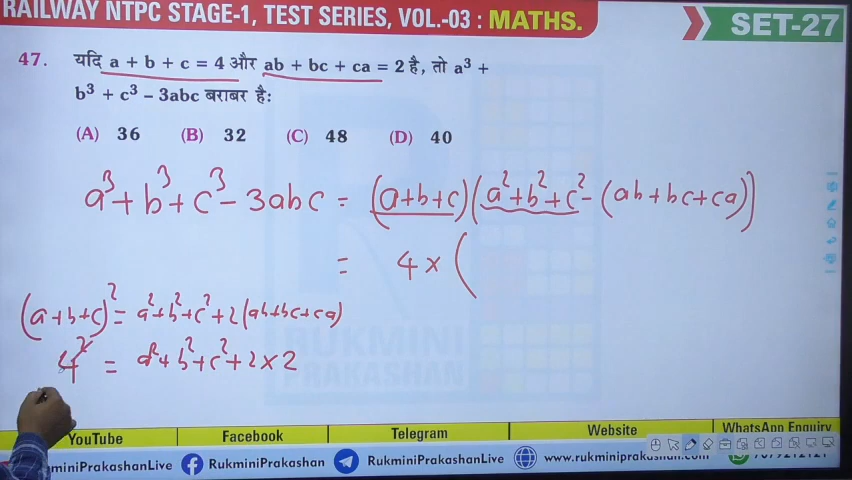 RAILWAY NTPC STAGE-1, TEST SERIES, VOL.-03 : MATHS.
SET-27
47. यदि a + b + c = 4 और ab + bc + ca = 2 है, तो a³ +
b³ + c³ – 3abc बराबर है:
(A) 36 (B) 32 (C) 48 (D) 40
a³ + b³ + c³ - 3abc = (a+b+c)(a²+b²+c² - (ab+bc+ca))
= 4 × (
(a+b+c)² = a²+b²+c²+2(ab+bc+ca)
4² = a²+b²+c²+2×2
RUKMINI
PRAKASHAN
YouTube Facebook Telegram Website WhatsApp Enquiry
miniPrakashanLive RukminiPrakashan RukminiPrakashanLive www.rukminiprakashan.com